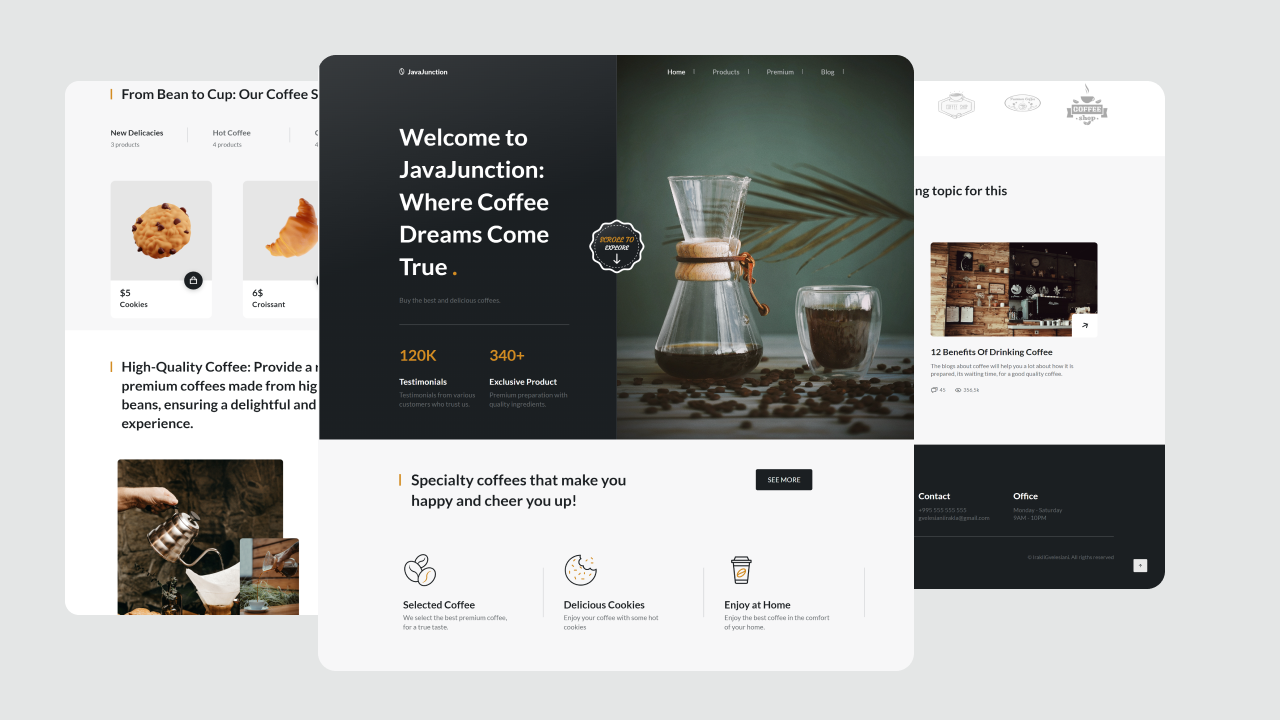 From Bean to Cup: Our Coffee S
New Delicacies
3 products
Hot Coffee
4 products
$5
Cookies
6$
Croissant
High-Quality Coffee: Provide a
premium coffees made from hig
beans, ensuring a delightful and
experience.
JavaJunction
Home
Products
Premium
Blog
Welcome to
JavaJunction:
Where Coffee
Dreams Come
True .
Buy the best and delicious coffees.
120K
Testimonials
Testimonials from various
customers who trust us.
340+
Exclusive Product
Premium preparation with
quality ingredients.
SCROLL TO
EXPLORE
Specialty coffees that make you
happy and cheer you up!
SEE MORE
Selected Coffee
We select the best premium coffee,
for a true taste.
Delicious Cookies
Enjoy your coffee with some hot
cookies
Enjoy at Home
Enjoy the best coffee in the comfort
of your home.
COFFEE SHOP
COFFEE
shop
ng topic for this
12 Benefits Of Drinking Coffee
The blogs about coffee will help you a lot about how it is
prepared, its waiting time, for a good quality coffee.
45
356.5k
Contact
+995 555 555 555
gvelesianiirakla@gmail.com
Office
Monday - Saturday
9AM - 10PM
© IrakliGvelesiani. All rigths reserved